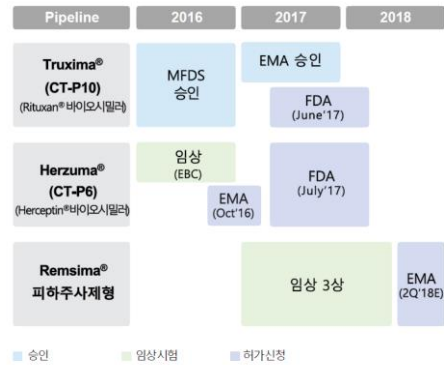 Pipeline 2016 2017 2018
Truxima®
(CT-P10)
(Rituxan® 바이오시밀러)
MFDS
승인
EMA 승인
FDA
(June'17)
Herzuma®
(CT-P6)
(Herceptin®바이오시밀러)
임상
(EBC)
EMA
(Oct'16)
FDA
(July'17)
Remsima®
피하주사제형
임상 3상
EMA
(2Q'18E)
승인 임상시험 허가신청